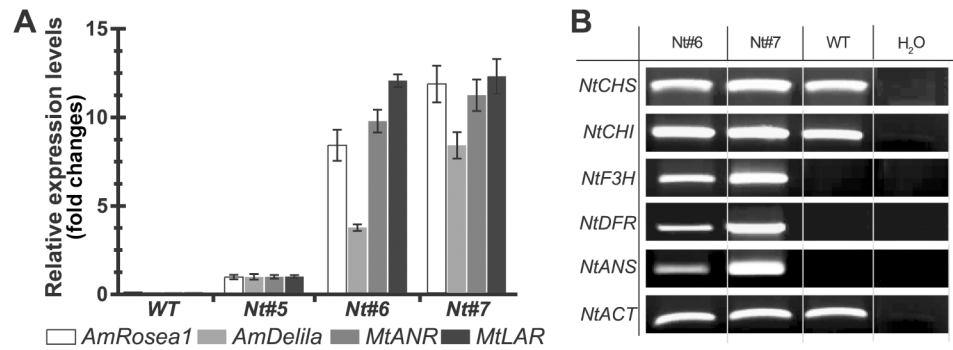 A
Relative expression levels
(fold changes)
15
10
5
0
WT Nt#5 Nt#6 Nt#7
AmRosea1 AmDelila MtANR MtLAR
B
Nt#6 Nt#7 WT H₂O
NtCHS
NtCHI
NtF3H
NtDFR
NtANS
NtACT